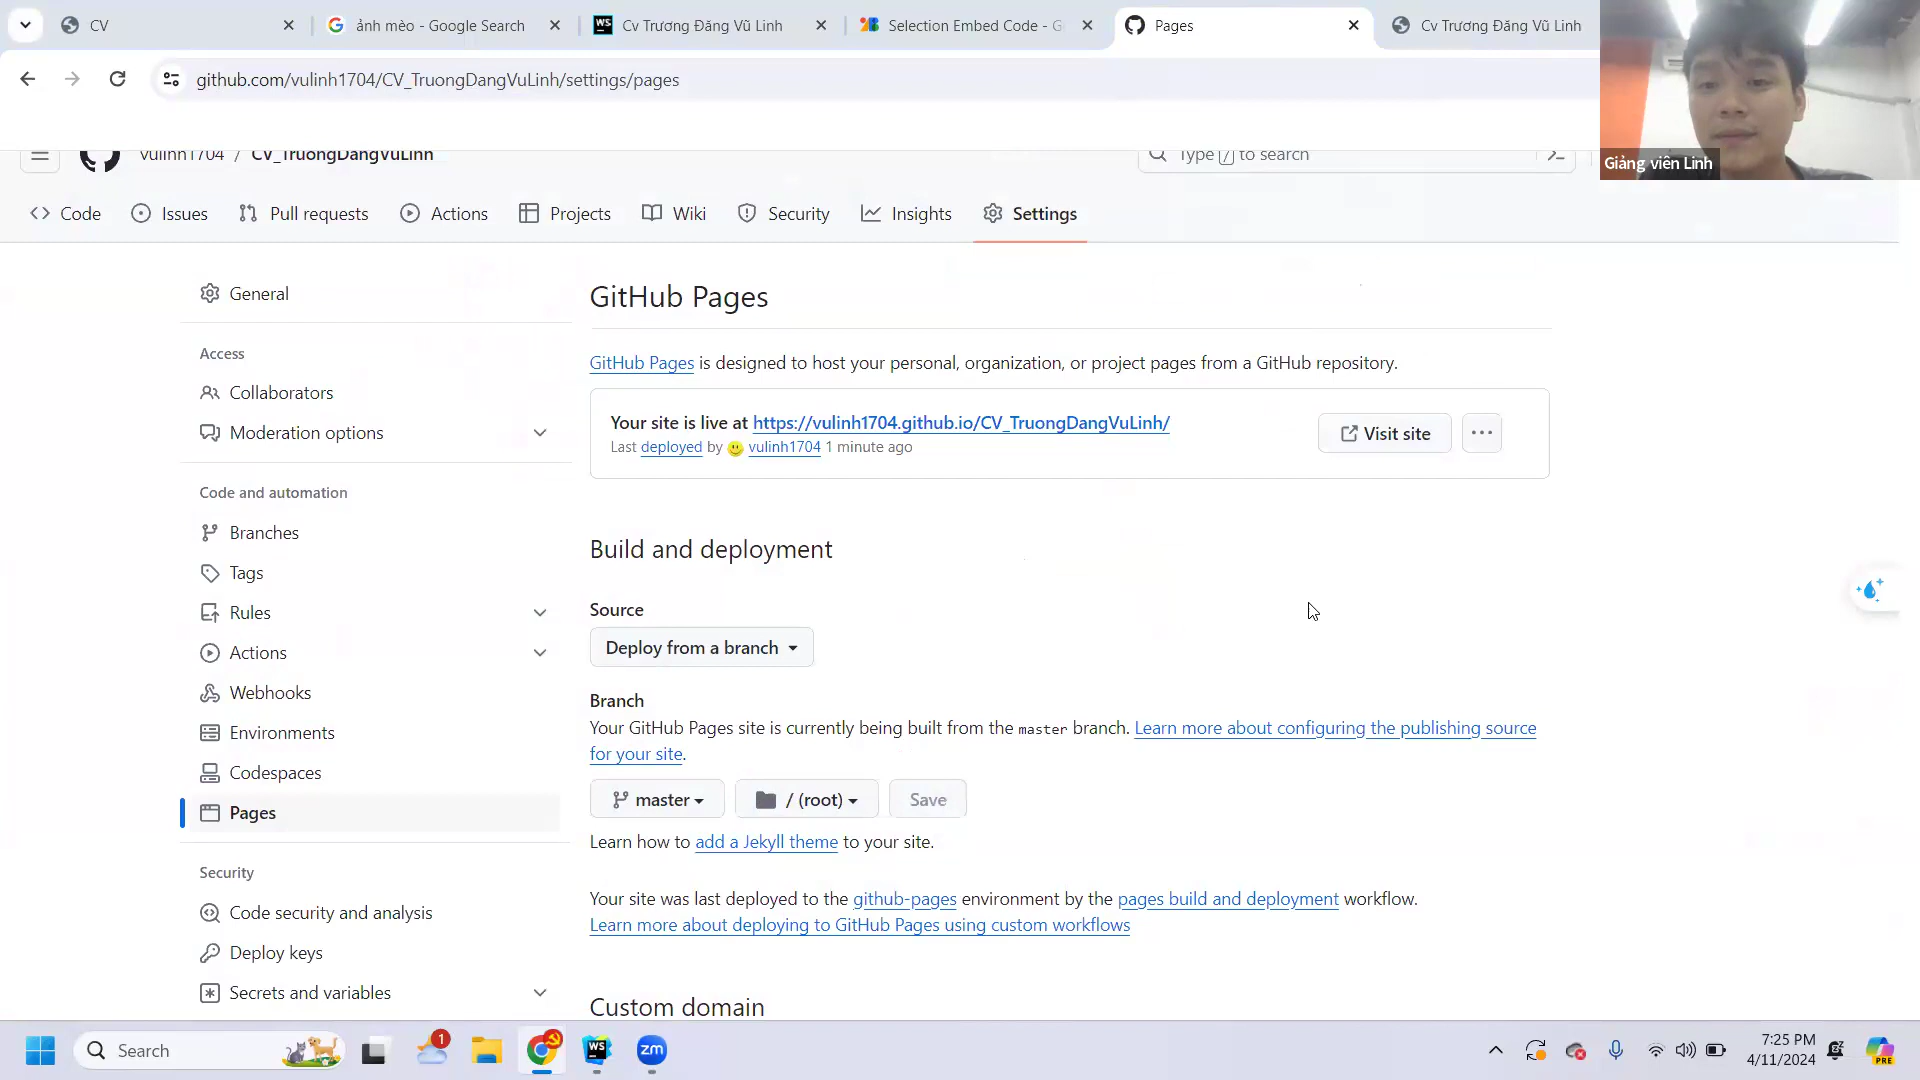 CV
ảnh mèo - Google Search
WS
Cv Trương Đăng Vũ Linh
Selection Embed Code - G
Pages
Cv Trương Đăng Vũ Linh
github.com/vulinh1704/CV_TruongDangVuLinh/settings/pages
Giảng viên Linh
vulinh1704 / CV_TruongDangVuLinh
Type / to search
Code
Issues
Pull requests
Actions
Projects
Wiki
Security
Insights
Settings
General
Access
Collaborators
Moderation options
Code and automation
Branches
Tags
Rules
Actions
Webhooks
Environments
Codespaces
Pages
Security
Code security and analysis
Deploy keys
Secrets and variables
GitHub Pages
GitHub Pages is designed to host your personal, organization, or project pages from a GitHub repository.
Your site is live at https://vulinh1704.github.io/CV_TruongDangVuLinh/
Last deployed by vulinh1704 1 minute ago
Visit site
Build and deployment
Source
Deploy from a branch
Branch
Your GitHub Pages site is currently being built from the master branch. Learn more about configuring the publishing source
for your site.
master
/ (root)
Save
Learn how to add a Jekyll theme to your site.
Your site was last deployed to the github-pages environment by the pages build and deployment workflow.
Learn more about deploying to GitHub Pages using custom workflows
Custom domain
Search
1
WS
zm
7:25 PM
4/11/2024
PRE